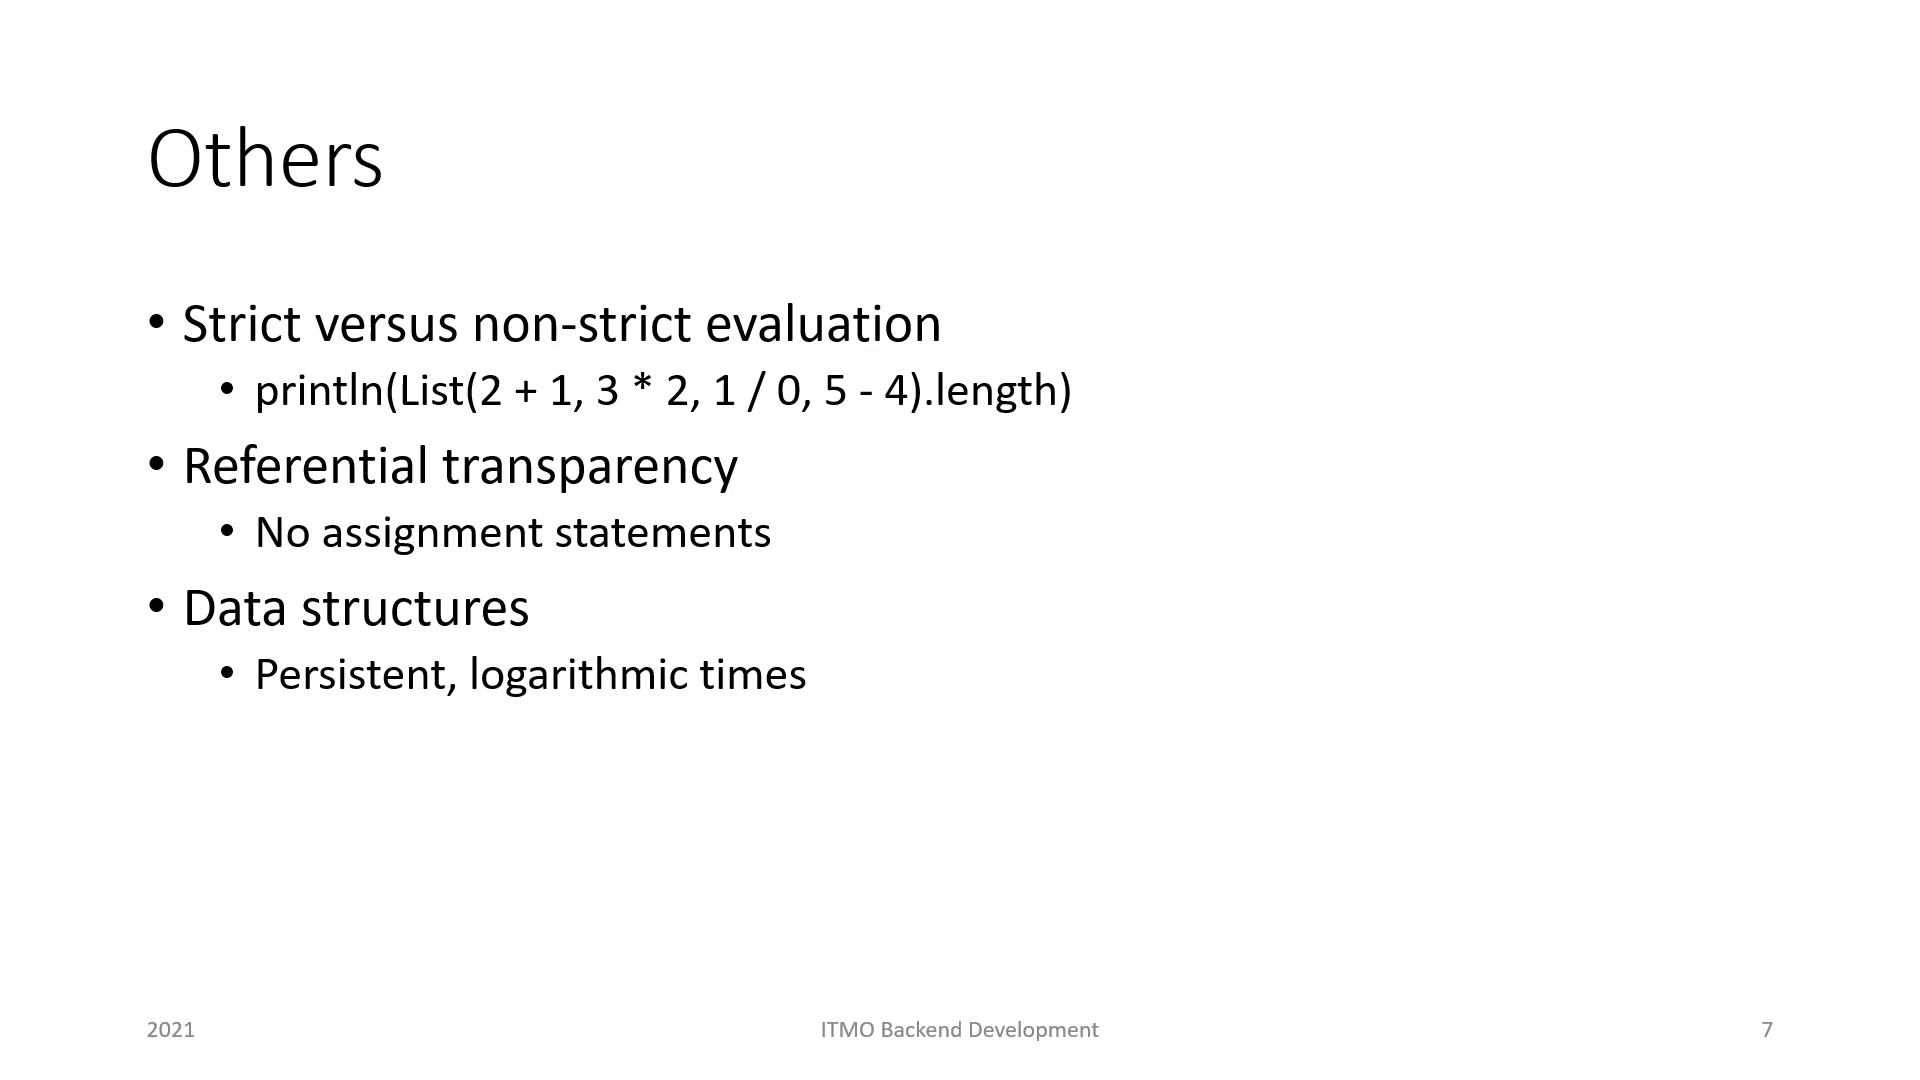 Others
• Strict versus non-strict evaluation
• println(List(2 + 1, 3 * 2, 1 / 0, 5 - 4).length)
• Referential transparency
• No assignment statements
• Data structures
• Persistent, logarithmic times
2021
ITMO Backend Development
7